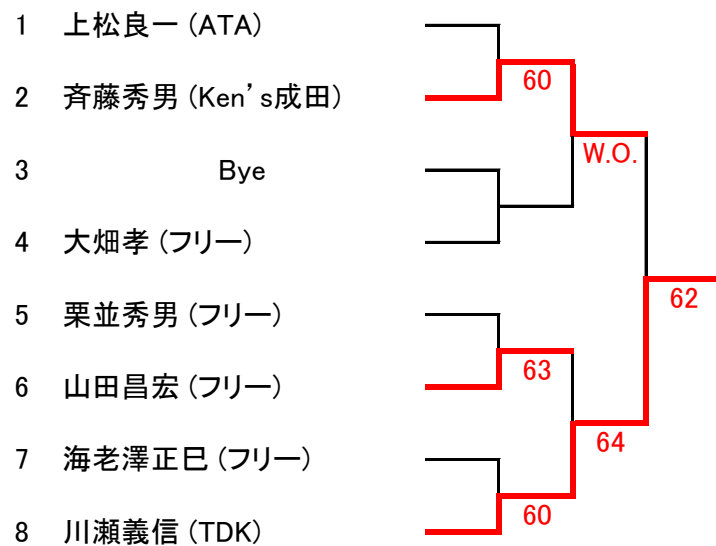 1 上松良一 (ATA)
60
2 斉藤秀男 (Ken's成田)
W.O.
3 Bye
4 大畑孝 (フリー)
62
5 栗並秀男 (フリー)
63
6 山田昌宏 (フリー)
64
7 海老澤正巳 (フリー)
60
8 川瀬義信 (TDK)